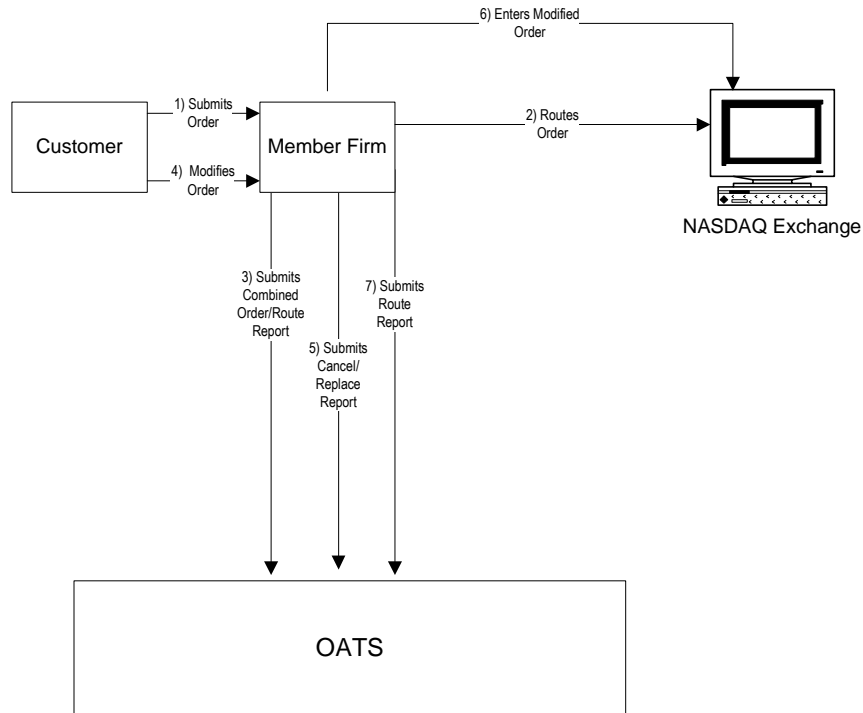 6) Enters Modified
Order
1) Submits
Order
2) Routes
Order
Customer
Member Firm
4) Modifies
Order
NASDAQ Exchange
3) Submits
Combined
Order/Route
Report
7) Submits
Route
Report
5) Submits
Cancel/
Replace
Report
OATS